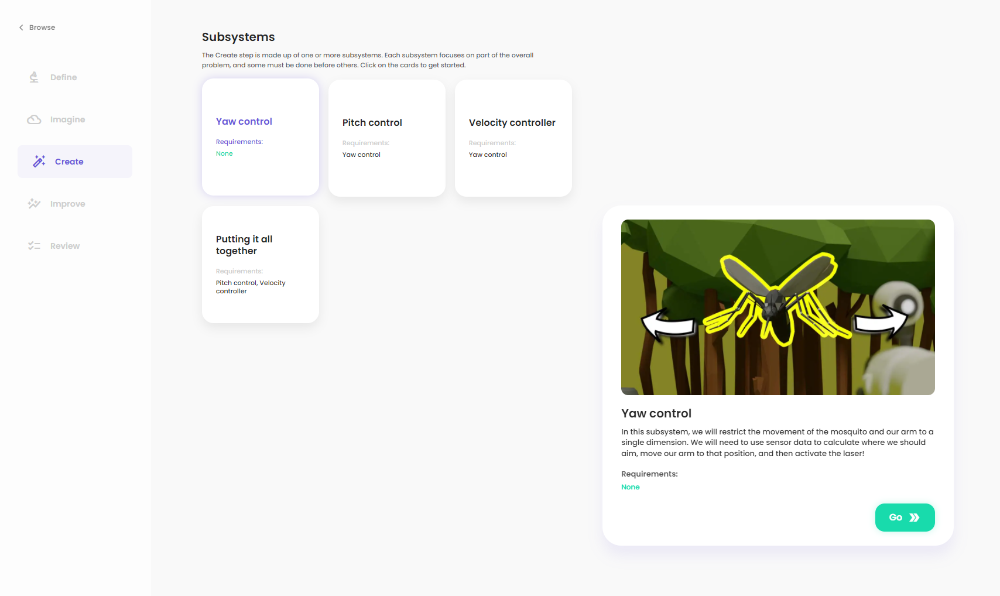 Browse
Define
Imagine
Create
Improve
Review
Subsystems
The Create step is made up of one or more subsystems. Each subsystem focuses on part of the overall
problem, and some must be done before others. Click on the cards to get started.
Yaw control
Requirements:
None
Pitch control
Requirements:
Yaw control
Velocity controller
Requirements:
Yaw control
Putting it all
together
Requirements:
Pitch control, Velocity
controller
Yaw control
In this subsystem, we will restrict the movement of the mosquito and our arm to a
single dimension. We will need to use sensor data to calculate where we should
aim, move our arm to that position, and then activate the laser!
Requirements:
None
Go